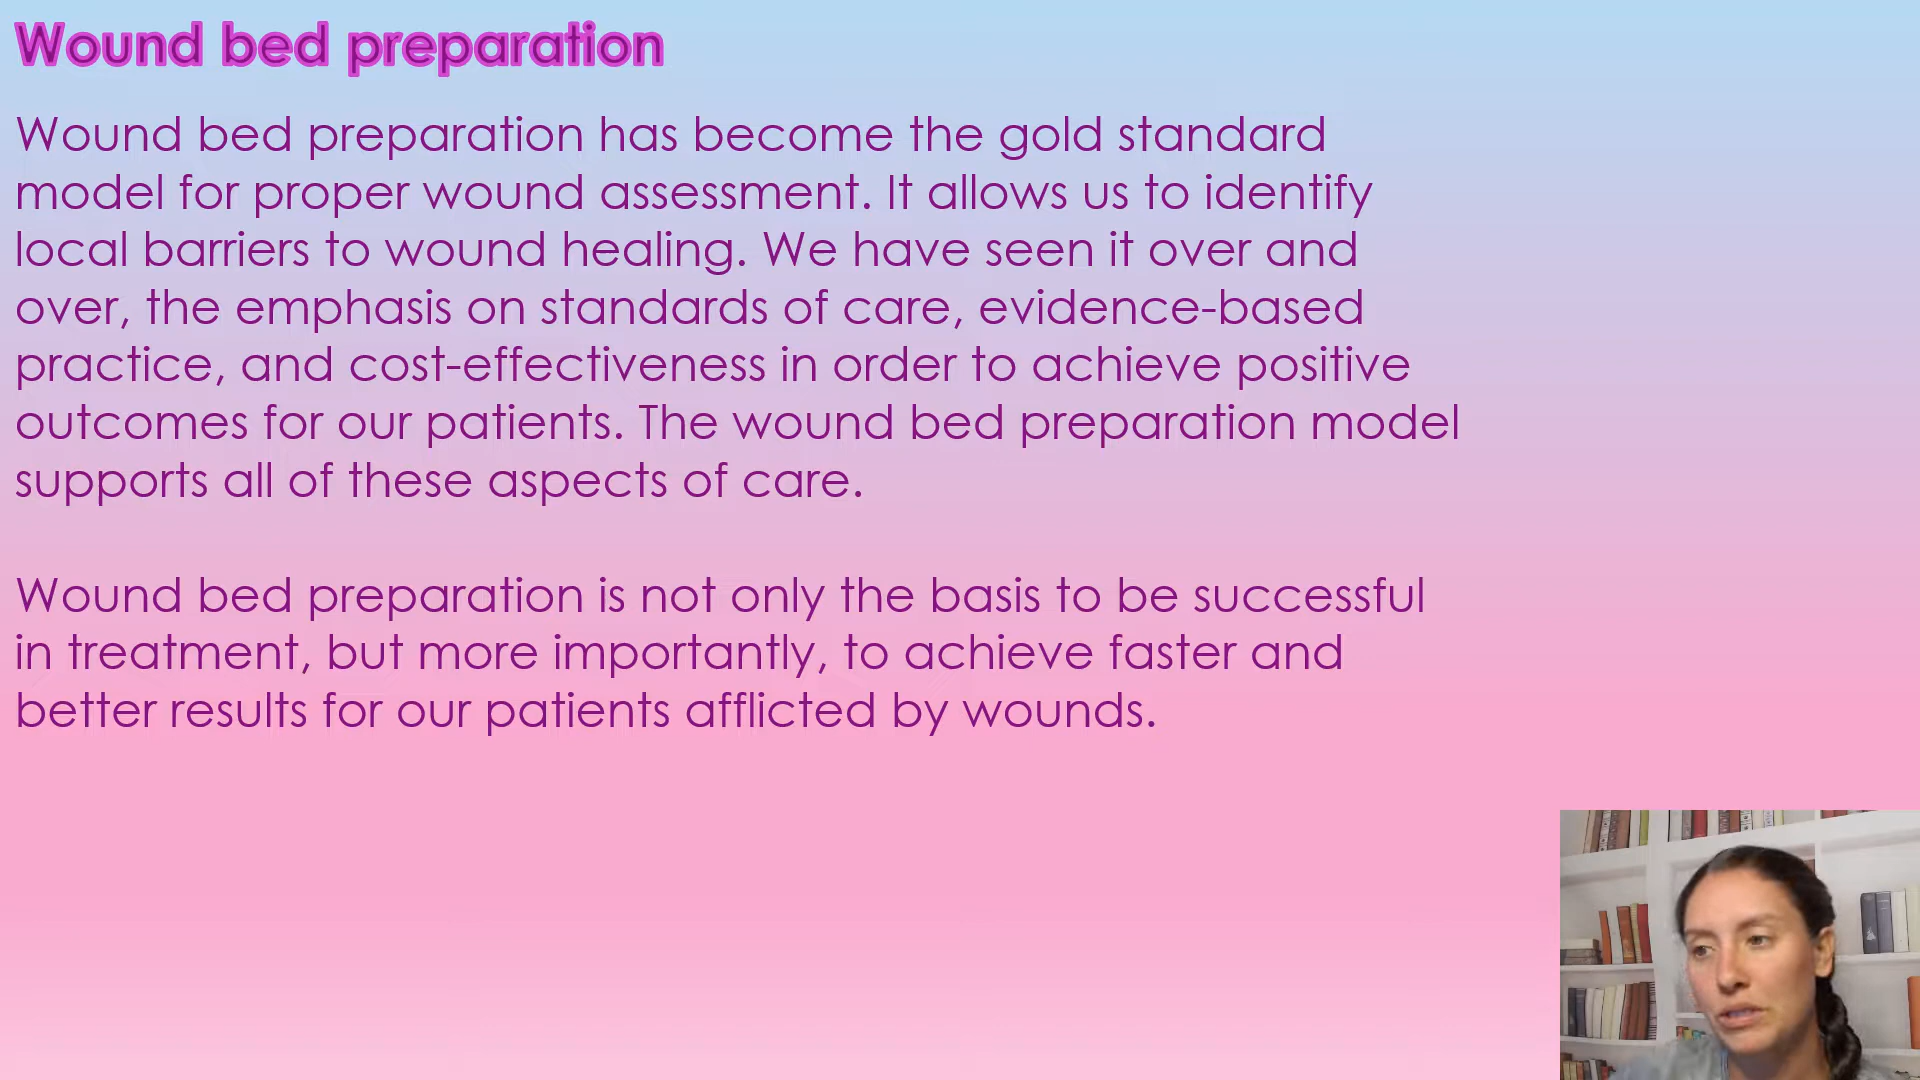 Wound bed preparation
Wound bed preparation has become the gold standard
model for proper wound assessment. It allows us to identify
local barriers to wound healing. We have seen it over and
over, the emphasis on standards of care, evidence-based
practice, and cost-effectiveness in order to achieve positive
outcomes for our patients. The wound bed preparation model
supports all of these aspects of care.
Wound bed preparation is not only the basis to be successful
in treatment, but more importantly, to achieve faster and
better results for our patients afflicted by wounds.